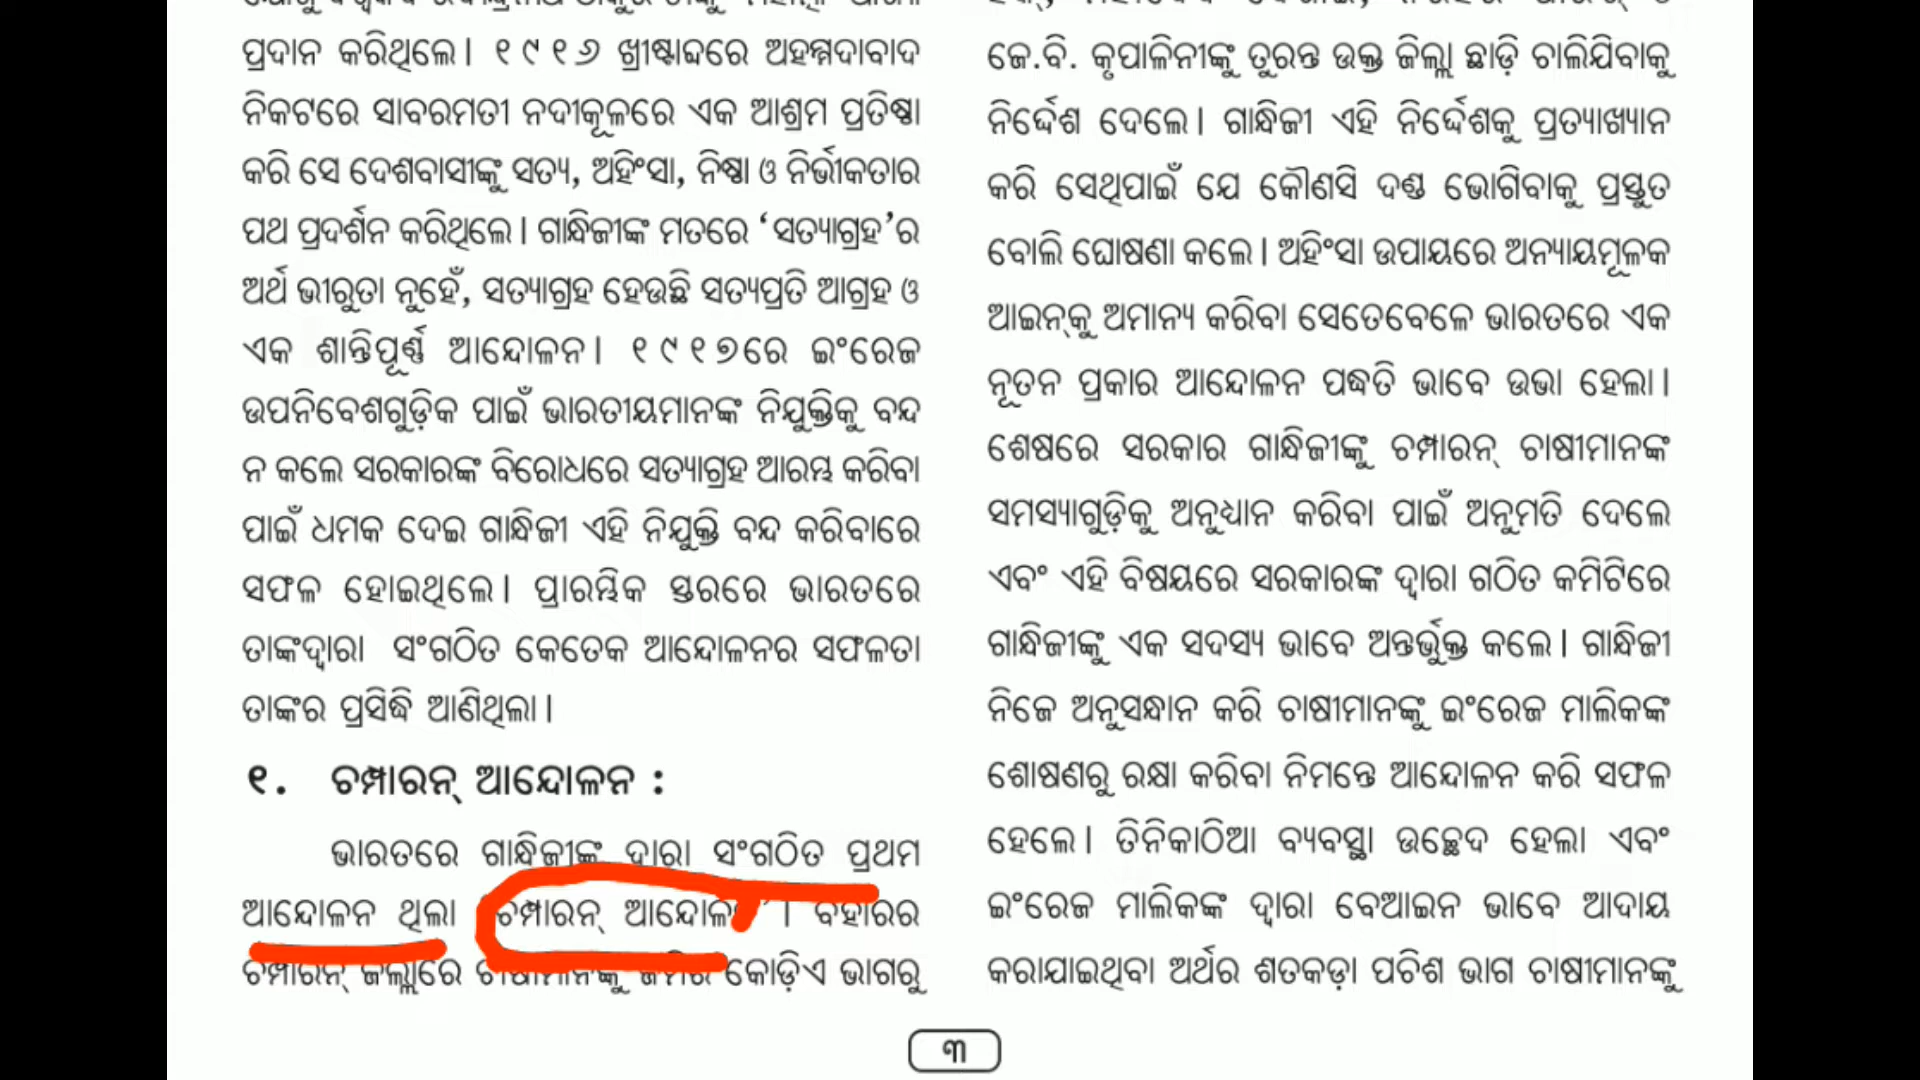 ପ୍ରଦାନ କରିଥିଲେ। ୧୯୧୬ ଖ୍ରୀଷ୍ଟାବ୍ଦରେ ଅହମ୍ମଦାବାଦ
ନିକଟରେ ସାବରମତୀ ନଦୀକୂଳରେ ଏକ ଆଶ୍ରମ ପ୍ରତିଷ୍ଠା
କରି ସେ ଦେଶବାସୀଙ୍କୁ ସତ୍ୟ, ଅହିଂସା, ନିଷ୍ଠା ଓ ନିର୍ଭୀକତାର
ପଥ ପ୍ରଦର୍ଶନ କରିଥିଲେ। ଗାନ୍ଧିଜୀଙ୍କ ମତରେ ‘ସତ୍ୟାଗ୍ରହ’ର
ଅର୍ଥ ଭୀରୁତା ନୁହେଁ, ସତ୍ୟାଗ୍ରହ ହେଉଛି ସତ୍ୟପ୍ରତି ଆଗ୍ରହ ଓ
ଏକ ଶାନ୍ତିପୂର୍ଣ୍ଣ ଆନ୍ଦୋଳନ। ୧୯୧୭ରେ ଇଂରେଜ
ଉପନିବେଶଗୁଡ଼ିକ ପାଇଁ ଭାରତୀୟମାନଙ୍କ ନିଯୁକ୍ତିକୁ ବନ୍ଦ
ନ କଲେ ସରକାରଙ୍କ ବିରୋଧରେ ସତ୍ୟାଗ୍ରହ ଆରମ୍ଭ କରିବା
ପାଇଁ ଧମକ ଦେଇ ଗାନ୍ଧିଜୀ ଏହି ନିଯୁକ୍ତି ବନ୍ଦ କରିବାରେ
ସଫଳ ହୋଇଥିଲେ। ପ୍ରାରମ୍ଭିକ ସ୍ତରରେ ଭାରତରେ
ତାଙ୍କଦ୍ୱାରା ସଂଗଠିତ କେତେକ ଆନ୍ଦୋଳନର ସଫଳତା
ତାଙ୍କର ପ୍ରସିଦ୍ଧି ଆଣିଥିଲା।
୧. ଚମ୍ପାରନ୍ ଆନ୍ଦୋଳନ :
ଭାରତରେ ଗାନ୍ଧିଜୀଙ୍କ ଦ୍ୱାରା ସଂଗଠିତ ପ୍ରଥମ
ଆନ୍ଦୋଳନ ଥିଲା ଚମ୍ପାରନ୍ ଆନ୍ଦୋଳନ। ବିହାରର
ଚମ୍ପାରନ୍ ଜିଲ୍ଲାରେ ଚାଷୀମାନଙ୍କୁ ଜମିର କୋଡ଼ିଏ ଭାଗରୁ
ଜେ.ବି. କୃପାଳିନୀଙ୍କୁ ତୁରନ୍ତ ଉକ୍ତ ଜିଲ୍ଲା ଛାଡ଼ି ଚାଲିଯିବାକୁ
ନିର୍ଦ୍ଦେଶ ଦେଲେ। ଗାନ୍ଧିଜୀ ଏହି ନିର୍ଦ୍ଦେଶକୁ ପ୍ରତ୍ୟାଖ୍ୟାନ
କରି ସେଥିପାଇଁ ଯେ କୌଣସି ଦଣ୍ଡ ଭୋଗିବାକୁ ପ୍ରସ୍ତୁତ
ବୋଲି ଘୋଷଣା କଲେ। ଅହିଂସା ଉପାୟରେ ଅନ୍ୟାୟମୂଳକ
ଆଇନ୍‌କୁ ଅମାନ୍ୟ କରିବା ସେତେବେଳେ ଭାରତରେ ଏକ
ନୂତନ ପ୍ରକାର ଆନ୍ଦୋଳନ ପଦ୍ଧତି ଭାବେ ଉଭା ହେଲା।
ଶେଷରେ ସରକାର ଗାନ୍ଧିଜୀଙ୍କୁ ଚମ୍ପାରନ୍ ଚାଷୀମାନଙ୍କ
ସମସ୍ୟାଗୁଡ଼ିକୁ ଅନୁଧ୍ୟାନ କରିବା ପାଇଁ ଅନୁମତି ଦେଲେ
ଏବଂ ଏହି ବିଷୟରେ ସରକାରଙ୍କ ଦ୍ୱାରା ଗଠିତ କମିଟିରେ
ଗାନ୍ଧିଜୀଙ୍କୁ ଏକ ସଦସ୍ୟ ଭାବେ ଅନ୍ତର୍ଭୁକ୍ତ କଲେ। ଗାନ୍ଧିଜୀ
ନିଜେ ଅନୁସନ୍ଧାନ କରି ଚାଷୀମାନଙ୍କୁ ଇଂରେଜ ମାଲିକଙ୍କ
ଶୋଷଣରୁ ରକ୍ଷା କରିବା ନିମନ୍ତେ ଆନ୍ଦୋଳନ କରି ସଫଳ
ହେଲେ। ତିନିକାଠିଆ ବ୍ୟବସ୍ଥା ଉଚ୍ଛେଦ ହେଲା ଏବଂ
ଇଂରେଜ ମାଲିକଙ୍କ ଦ୍ୱାରା ବେଆଇନ ଭାବେ ଆଦାୟ
କରାଯାଇଥିବା ଅର୍ଥର ଶତକଡ଼ା ପଚିଶ ଭାଗ ଚାଷୀମାନଙ୍କୁ
୩